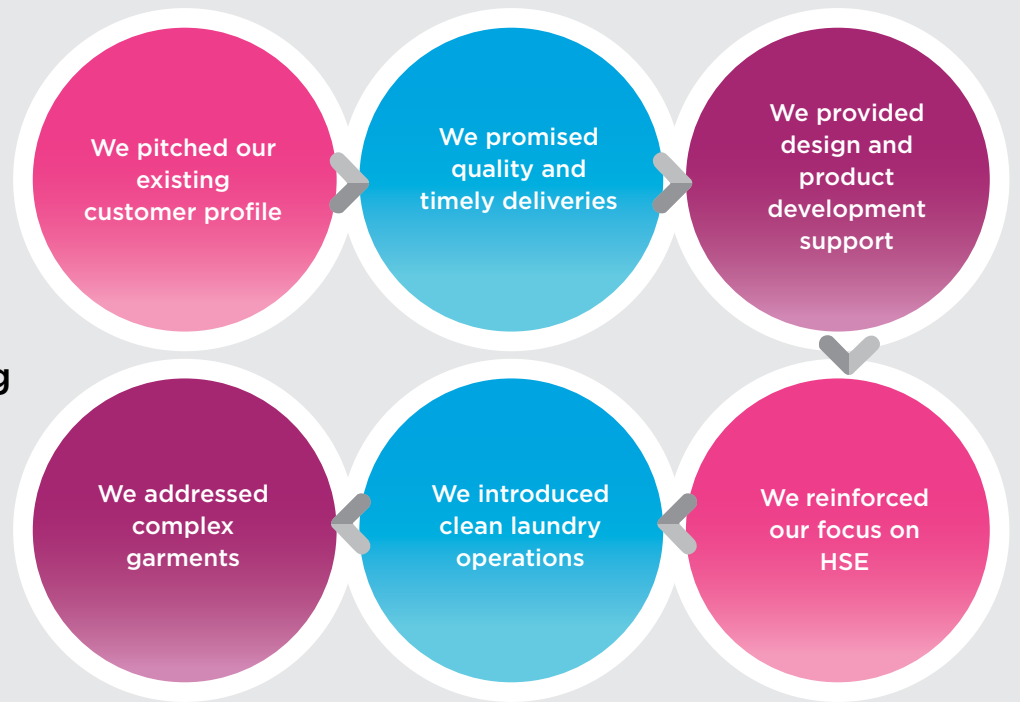 We pitched our
existing
customer profile
We promised
quality and
timely deliveries
We provided
design and
product
development
support
We reinforced
our focus on
HSE
We introduced
clean laundry
operations
We addressed
complex
garments
g